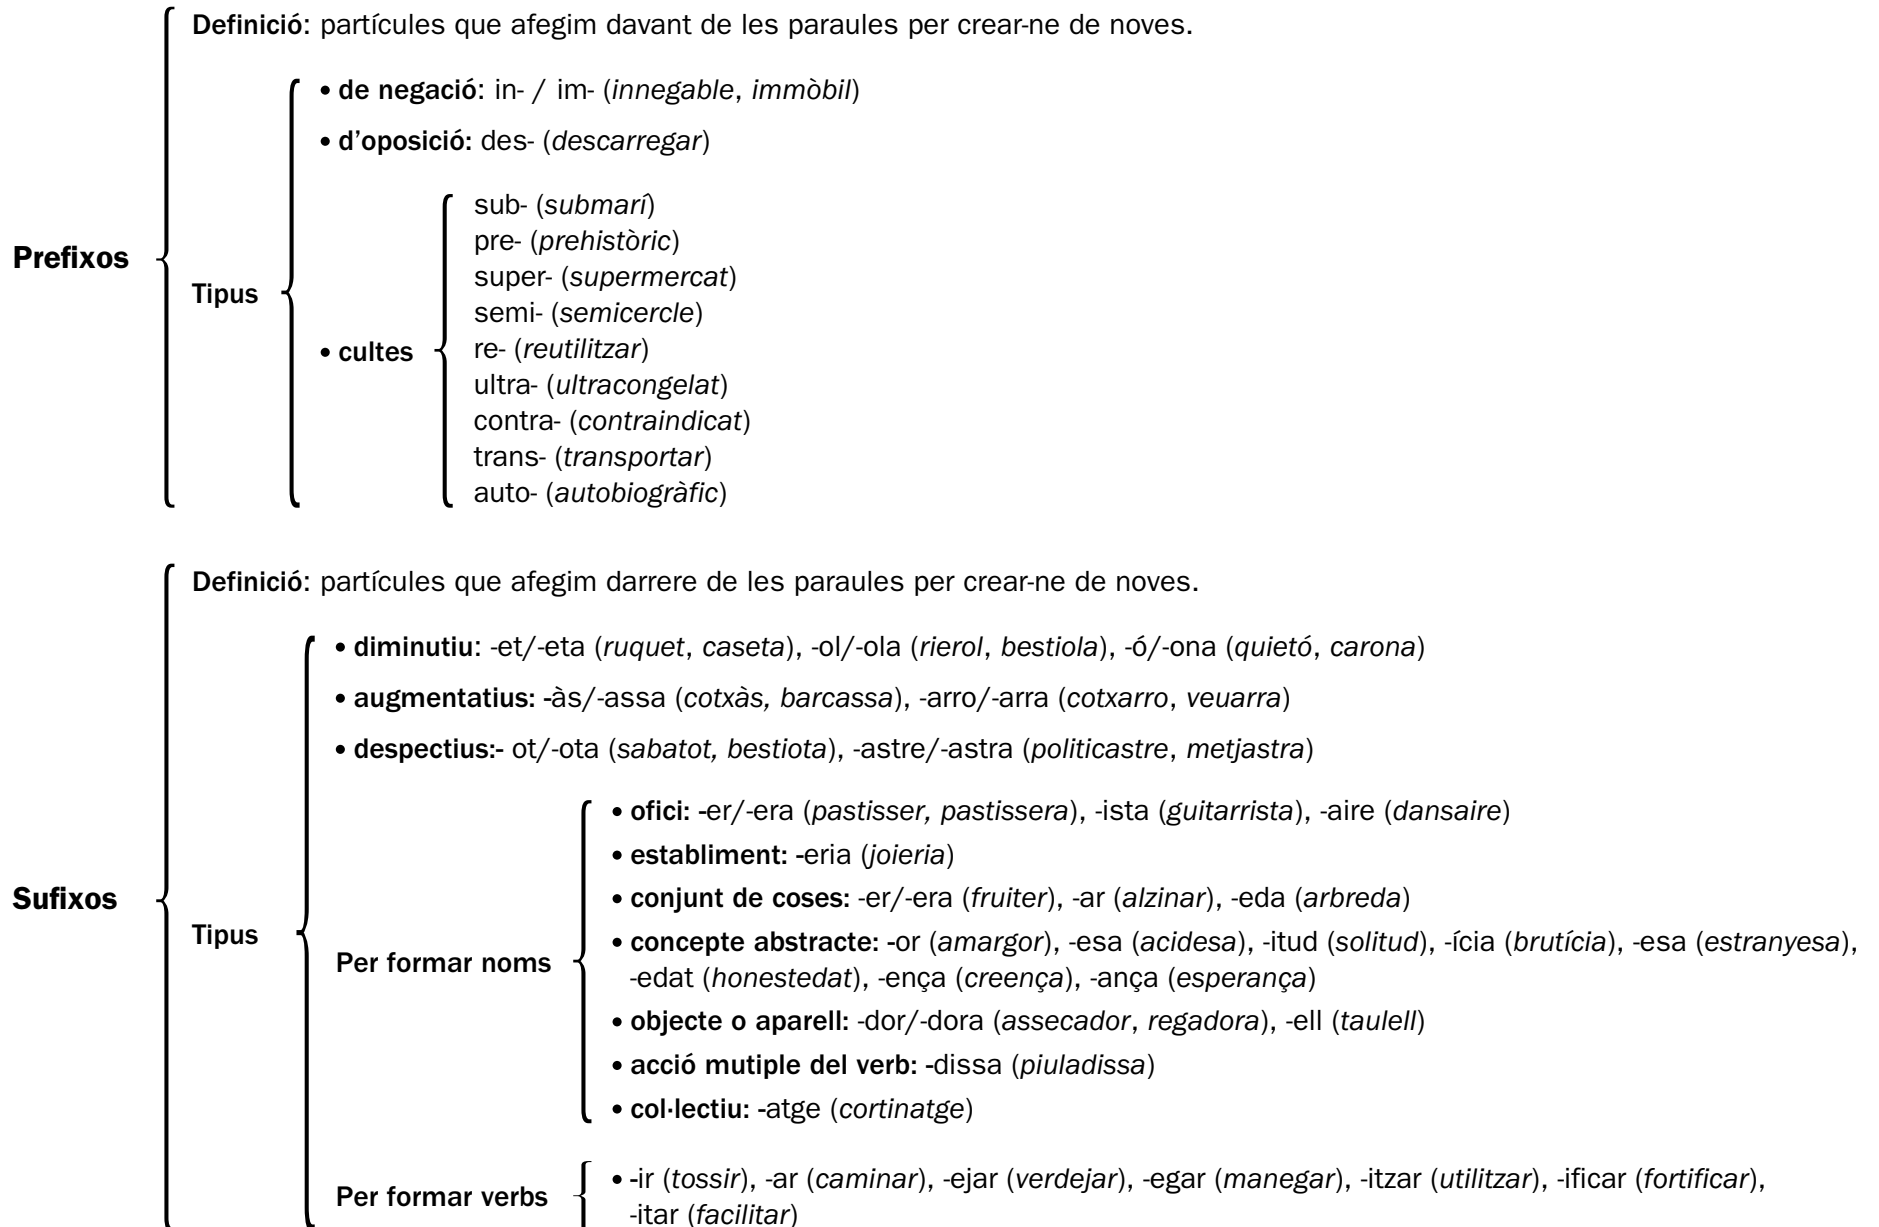 Definició: partícules que afegim davant de les paraules per crear-ne de noves.
• de negació: in- / im- (innegable, immòbil)
• d’oposició: des- (descarregar)
sub- (submarí)
pre- (prehistòric)
Prefixos
super- (supermercat)
Tipus
semi- (semicercle)
• cultes
re- (reutilitzar)
ultra- (ultracongelat)
contra- (contraindicat)
trans- (transportar)
auto- (autobiogràfic)
Definició: partícules que afegim darrere de les paraules per crear-ne de noves.
• diminutiu: -et/-eta (ruquet, caseta), -ol/-ola (rierol, bestiola), -ó/-ona (quietó, carona)
• augmentatius: -às/-assa (cotxàs, barcassa), -arro/-arra (cotxarro, veuarra)
• despectius:- ot/-ota (sabatot, bestiota), -astre/-astra (politicastre, metjastra)
• ofici: -er/-era (pastisser, pastissera), -ista (guitarrista), -aire (dansaire)
• establiment: -eria (joieria)
Sufixos
• conjunt de coses: -er/-era (fruiter), -ar (alzinar), -eda (arbreda)
Tipus
Per formar noms
• concepte abstracte: -or (amargor), -esa (acidesa), -itud (solitud), -ícia (brutícia), -esa (estranyesa),
-edat (honestedat), -ença (creença), -ança (esperança)
• objecte o aparell: -dor/-dora (assecador, regadora), -ell (taulell)
• acció mutiple del verb: -dissa (piuladissa)
• col·lectiu: -atge (cortinatge)
Per formar verbs
• -ir (tossir), -ar (caminar), -ejar (verdejar), -egar (manegar), -itzar (utilitzar), -ificar (fortificar),
-itar (facilitar)